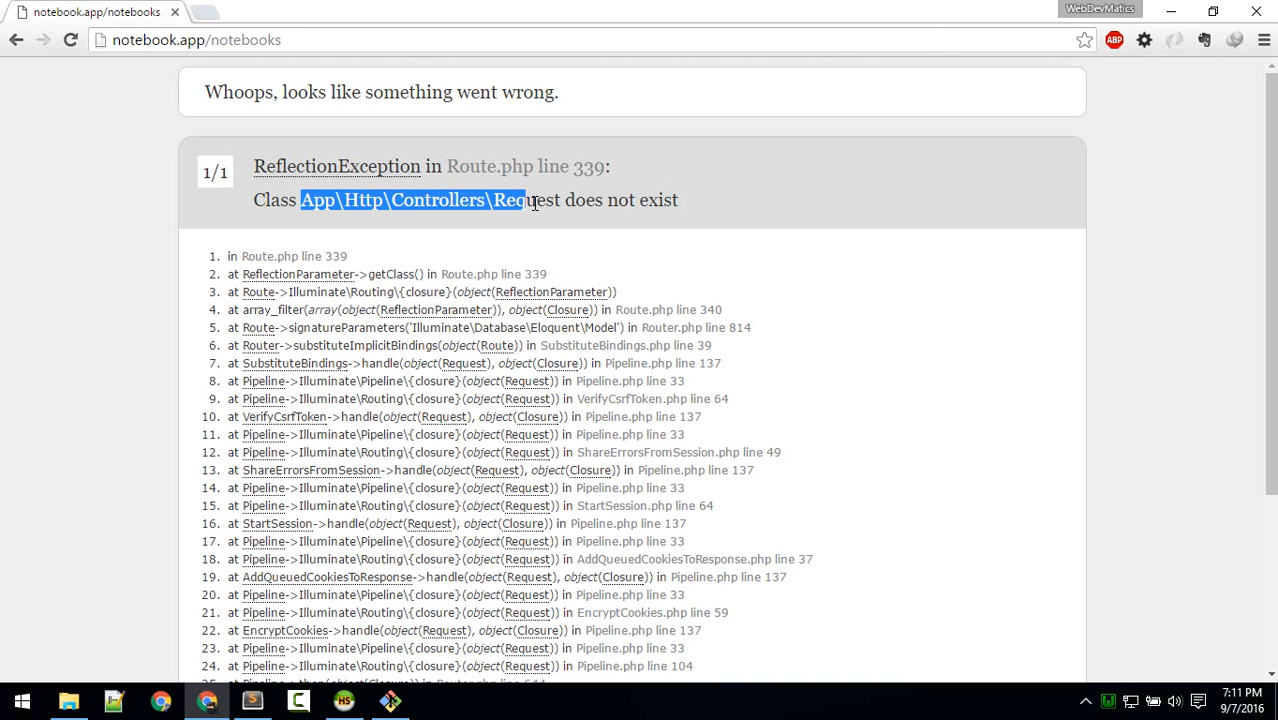 notebook.app/notebooks
WebDevMatics
notebook.app/notebooks
ABP
Whoops, looks like something went wrong.
1/1
ReflectionException in Route.php line 339:
Class App\Http\Controllers\Request does not exist
1. in Route.php line 339
2. at ReflectionParameter->getClass() in Route.php line 339
3. at Route->Illuminate\Routing\{closure}(object(ReflectionParameter))
4. at array_filter(array(object(ReflectionParameter)), object(Closure)) in Route.php line 340
5. at Route->signatureParameters('Illuminate\Database\Eloquent\Model') in Router.php line 814
6. at Router->substituteImplicitBindings(object(Route)) in SubstituteBindings.php line 39
7. at SubstituteBindings->handle(object(Request), object(Closure)) in Pipeline.php line 137
8. at Pipeline->Illuminate\Pipeline\{closure}(object(Request)) in Pipeline.php line 33
9. at Pipeline->Illuminate\Routing\{closure}(object(Request)) in VerifyCsrfToken.php line 64
10. at VerifyCsrfToken->handle(object(Request), object(Closure)) in Pipeline.php line 137
11. at Pipeline->Illuminate\Pipeline\{closure}(object(Request)) in Pipeline.php line 33
12. at Pipeline->Illuminate\Routing\{closure}(object(Request)) in ShareErrorsFromSession.php line 49
13. at ShareErrorsFromSession->handle(object(Request), object(Closure)) in Pipeline.php line 137
14. at Pipeline->Illuminate\Pipeline\{closure}(object(Request)) in Pipeline.php line 33
15. at Pipeline->Illuminate\Routing\{closure}(object(Request)) in StartSession.php line 64
16. at StartSession->handle(object(Request), object(Closure)) in Pipeline.php line 137
17. at Pipeline->Illuminate\Pipeline\{closure}(object(Request)) in Pipeline.php line 33
18. at Pipeline->Illuminate\Routing\{closure}(object(Request)) in AddQueuedCookiesToResponse.php line 37
19. at AddQueuedCookiesToResponse->handle(object(Request), object(Closure)) in Pipeline.php line 137
20. at Pipeline->Illuminate\Pipeline\{closure}(object(Request)) in Pipeline.php line 33
21. at Pipeline->Illuminate\Routing\{closure}(object(Request)) in EncryptCookies.php line 59
22. at EncryptCookies->handle(object(Request), object(Closure)) in Pipeline.php line 137
23. at Pipeline->Illuminate\Pipeline\{closure}(object(Request)) in Pipeline.php line 33
24. at Pipeline->Illuminate\Routing\{closure}(object(Request)) in Pipeline.php line 104
7:11 PM
9/7/2016